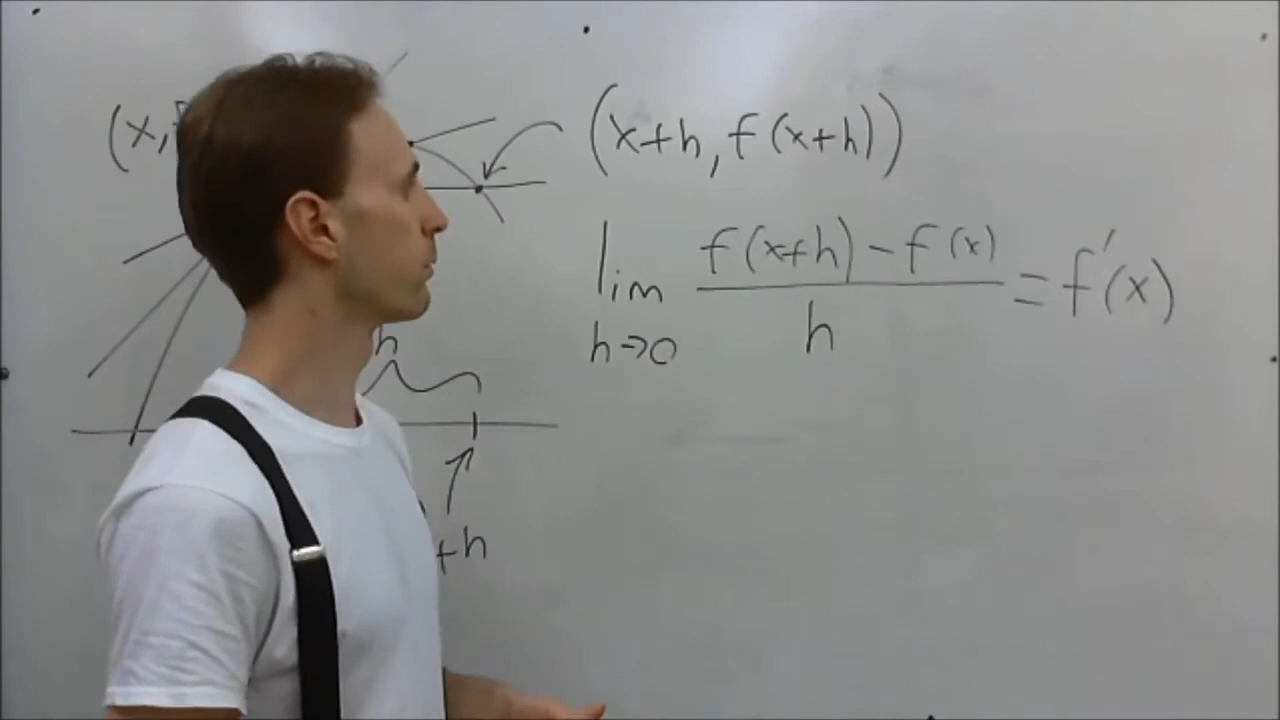 (x,
(x+h, f(x+h))
lim h→0 f(x+h) - f(x) / h = f'(x)
h
+h